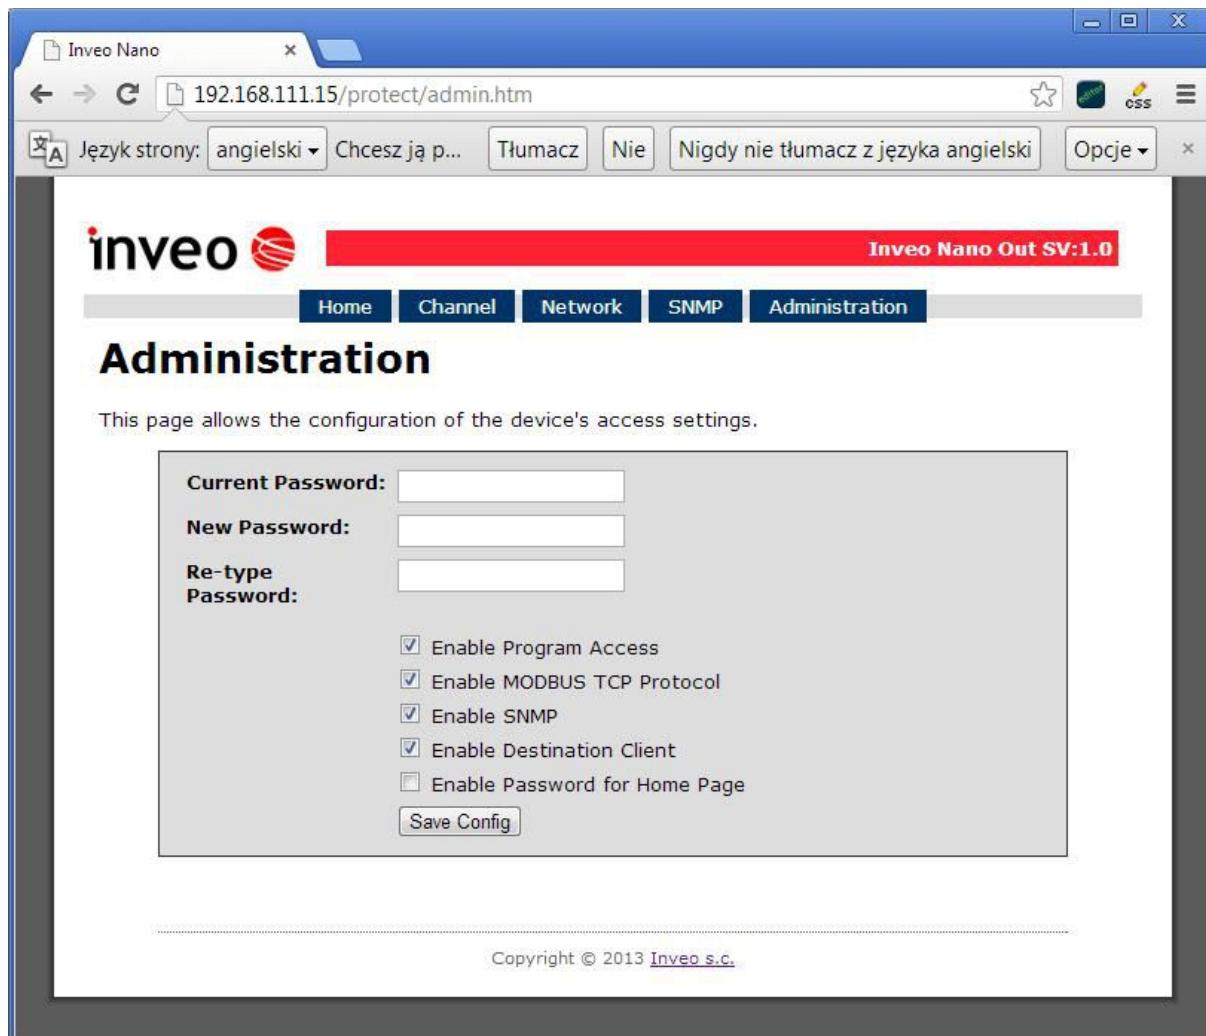 Inveo Nano
192.168.111.15/protect/admin.htm
editor
css
Język strony: angielski Chcesz ją p... Tłumacz Nie Nigdy nie tłumacz z języka angielski Opcje
inveo
Inveo Nano Out SV:1.0
Home Channel Network SNMP Administration
Administration
This page allows the configuration of the device's access settings.
Current Password:
New Password:
Re-type
Password:
Enable Program Access
Enable MODBUS TCP Protocol
Enable SNMP
Enable Destination Client
Enable Password for Home Page
Save Config
Copyright © 2013 Inveo s.c.